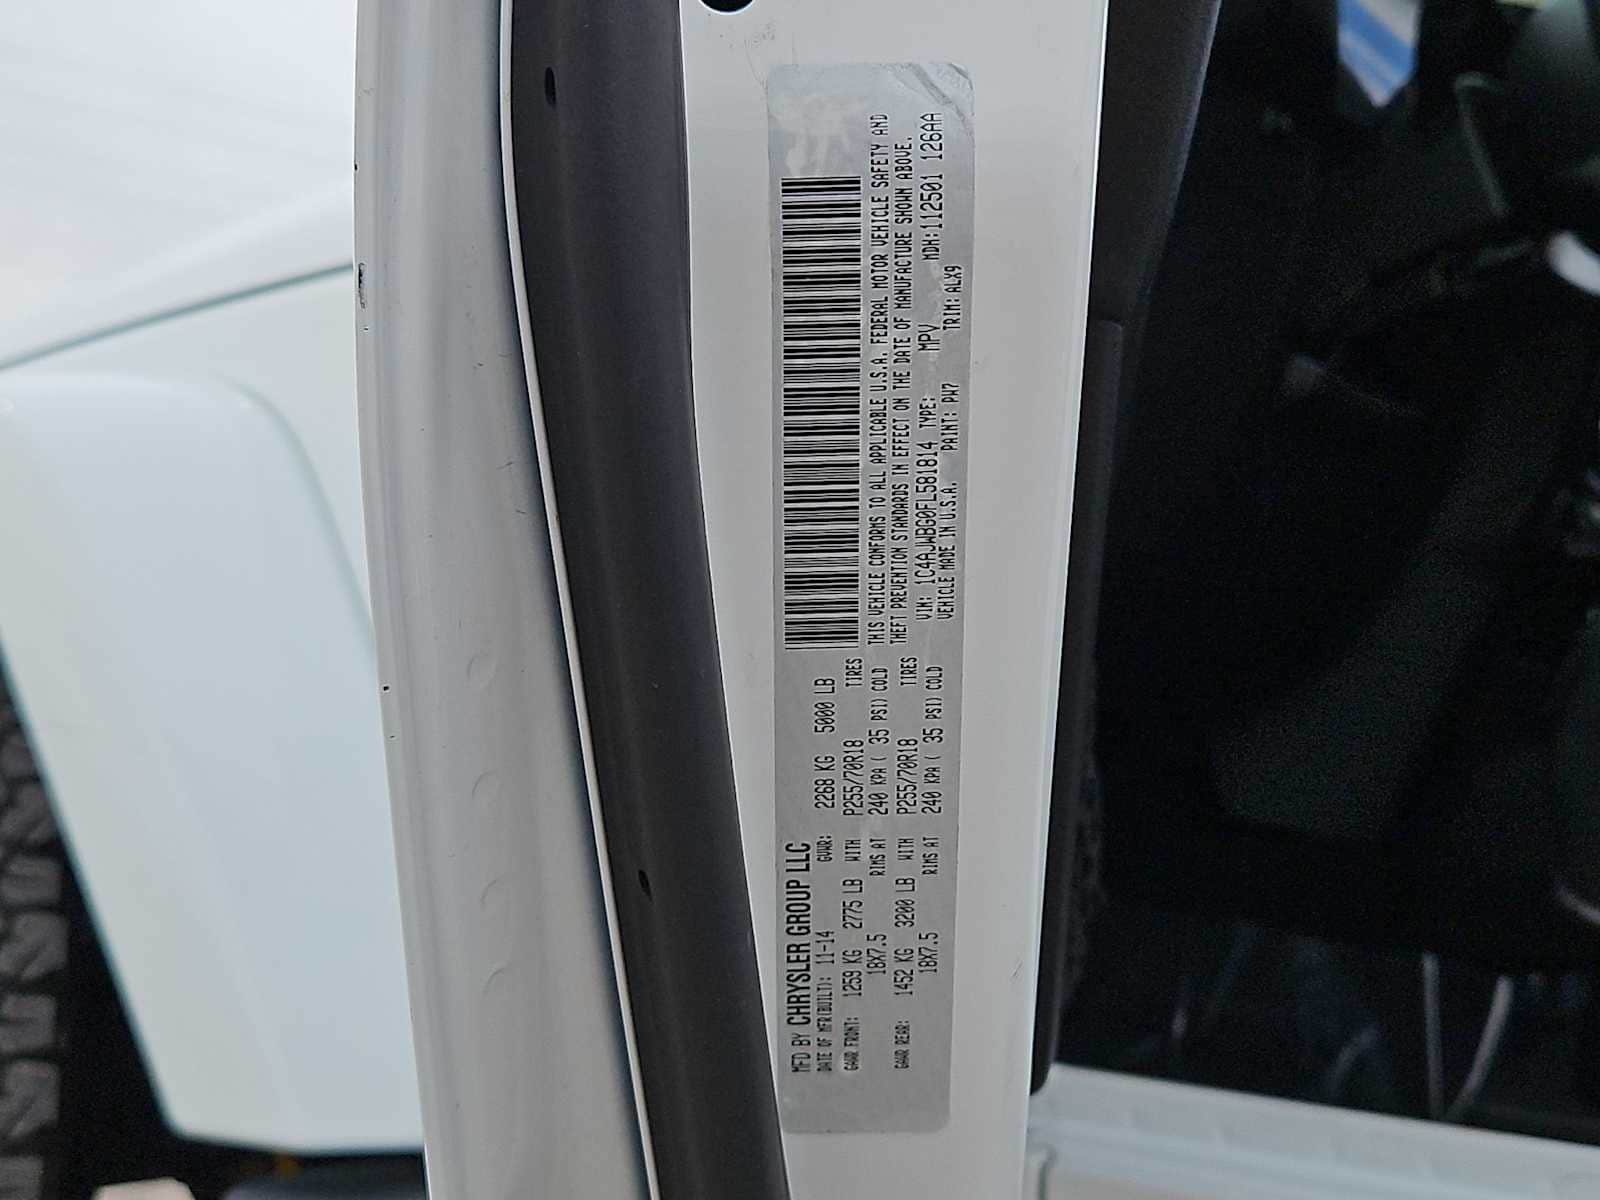 MFD BY CHRYSLER GROUP LLC
DATE OF MFR(BUILT): 11-14 GVWR: 2268 KG 5000 LB
GAWR FRONT: 1259 KG 2775 LB WITH P255/70R18 TIRES
18X7.5 RIMS AT 240 KPA( 35 PSI) COLD
GAWR REAR: 1452 KG 3200 LB WITH P255/70R18 TIRES
18X7.5 RIMS AT 240 KPA( 35 PSI) COLD
THIS VEHICLE CONFORMS TO ALL APPLICABLE U.S.A. FEDERAL MOTOR VEHICLE SAFETY AND
THEFT PREVENTION STANDARDS IN EFFECT ON THE DATE OF MANUFACTURE SHOWN ABOVE.
VIN: 1C4AJWBG0FL581814 TYPE: MPV MDH:112501 126AA
VEHICLE MADE IN U.S.A. PAINT: PW7 TRIM: ALX9